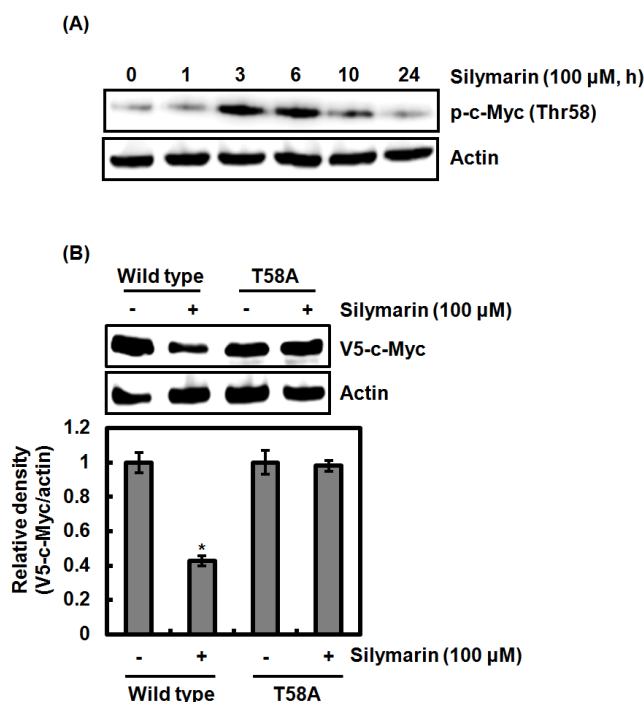 (A)
0 1 3 6 10 24 Silymarin (100 µM, h)
p-c-Myc (Thr58)
Actin
(B)
Wild type T58A
- + - + Silymarin (100 µM)
V5-c-Myc
Actin
Relative density
(V5-c-Myc/actin)
1.2
1
0.8
0.6
0.4
0.2
0
*
- + - + Silymarin (100 µM)
Wild type T58A